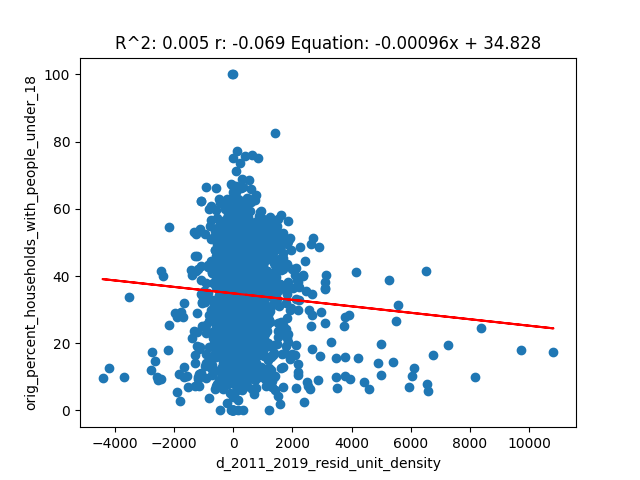 R^2: 0.005 r: -0.069 Equation: -0.00096x + 34.828
orig_percent_households_with_people_under_18
100
80
60
40
20
0
−4000 −2000 0 2000 4000 6000 8000 10000
d_2011_2019_resid_unit_density